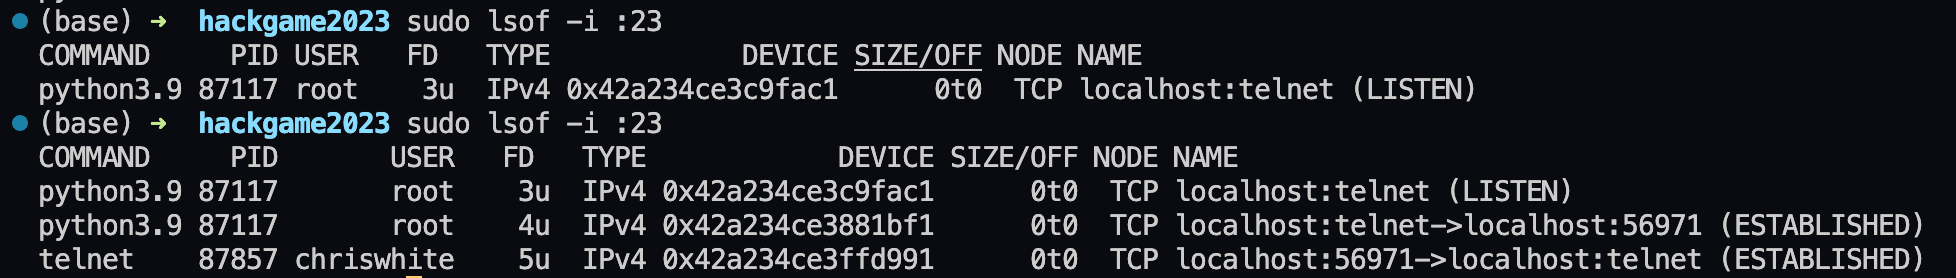 (base) ➜ hackgame2023 sudo lsof -i :23
COMMAND PID USER FD TYPE DEVICE SIZE/OFF NODE NAME
python3.9 87117 root 3u IPv4 0x42a234ce3c9fac1 0t0 TCP localhost:telnet (LISTEN)
(base) ➜ hackgame2023 sudo lsof -i :23
COMMAND PID USER FD TYPE DEVICE SIZE/OFF NODE NAME
python3.9 87117 root 3u IPv4 0x42a234ce3c9fac1 0t0 TCP localhost:telnet (LISTEN)
python3.9 87117 root 4u IPv4 0x42a234ce3881bf1 0t0 TCP localhost:telnet->localhost:56971 (ESTABLISHED)
telnet 87857 chriswhite 5u IPv4 0x42a234ce3ffd991 0t0 TCP localhost:56971->localhost:telnet (ESTABLISHED)